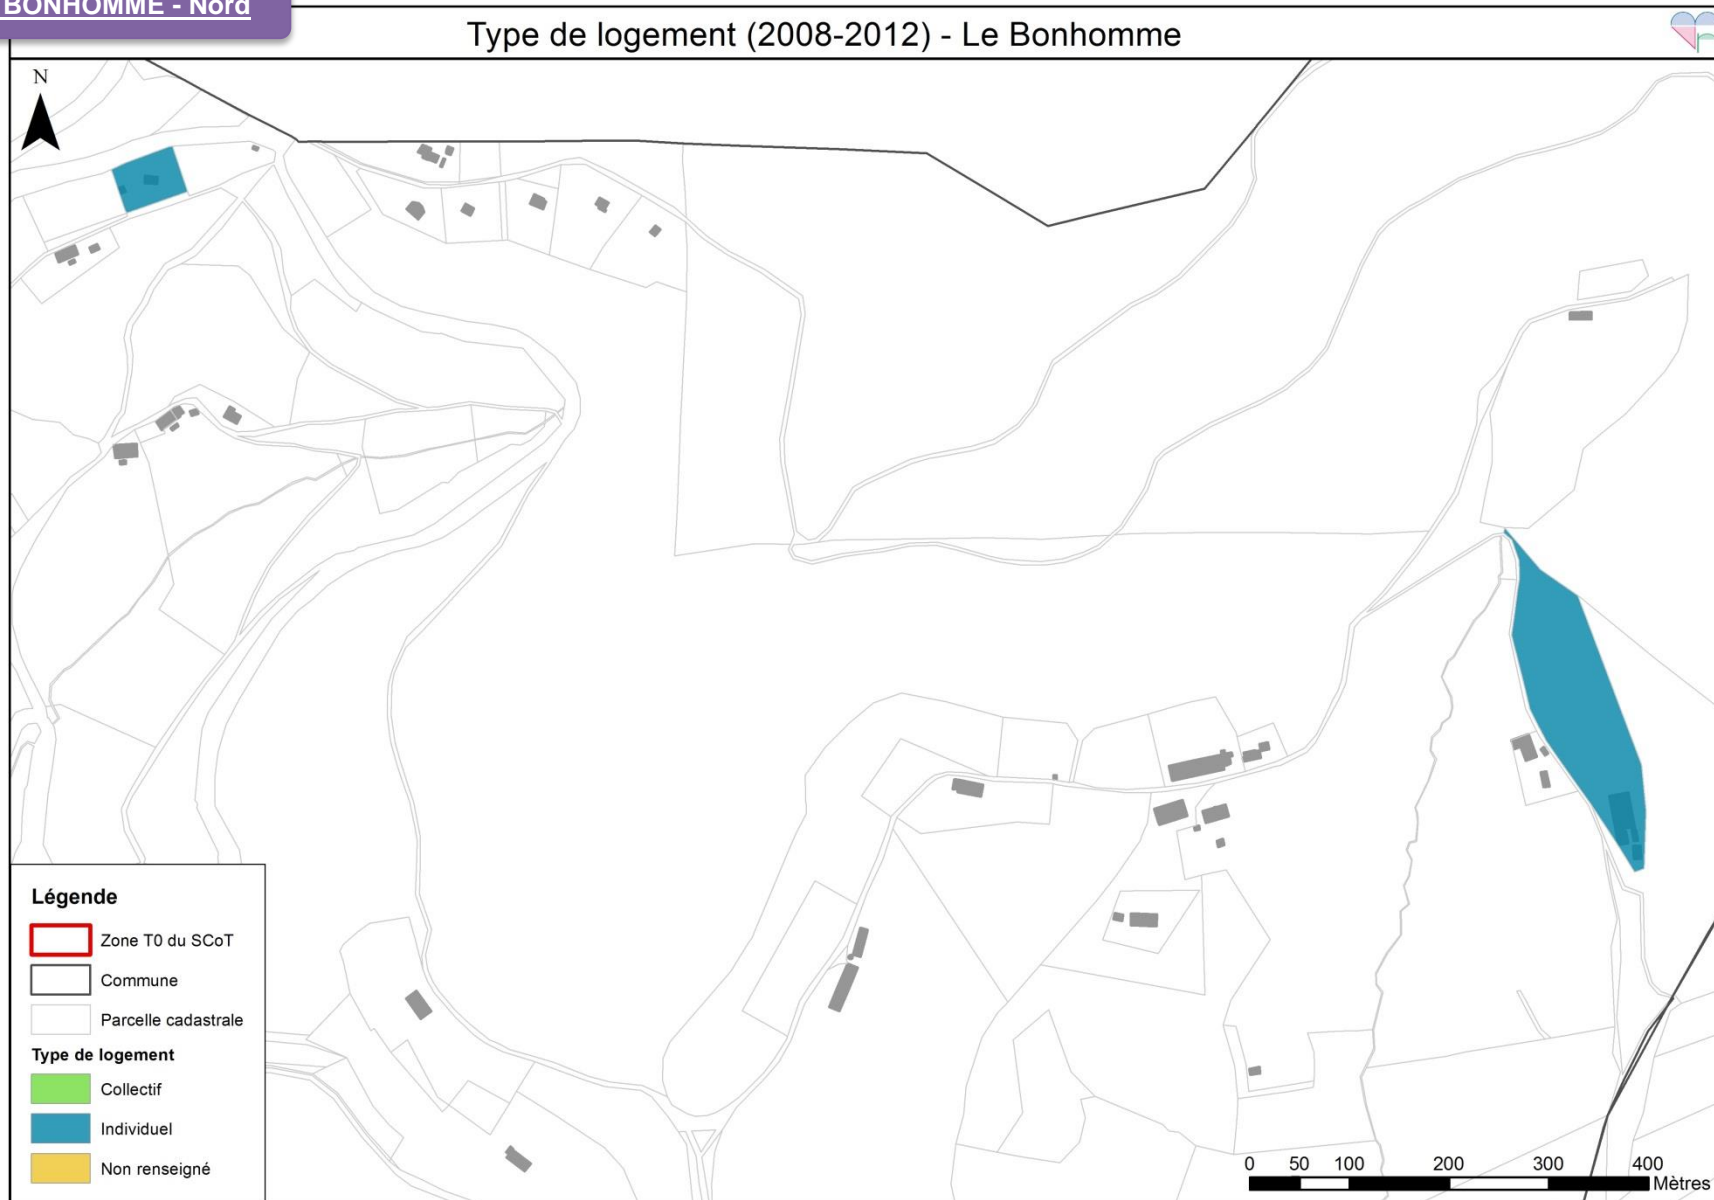 BONHOMME - Nord
Type de logement (2008-2012) - Le Bonhomme
N
Légende
Zone T0 du SCoT
Commune
Parcelle cadastrale
Type de logement
Collectif
Individuel
Non renseigné
0 50 100 200 300 400
Mètres